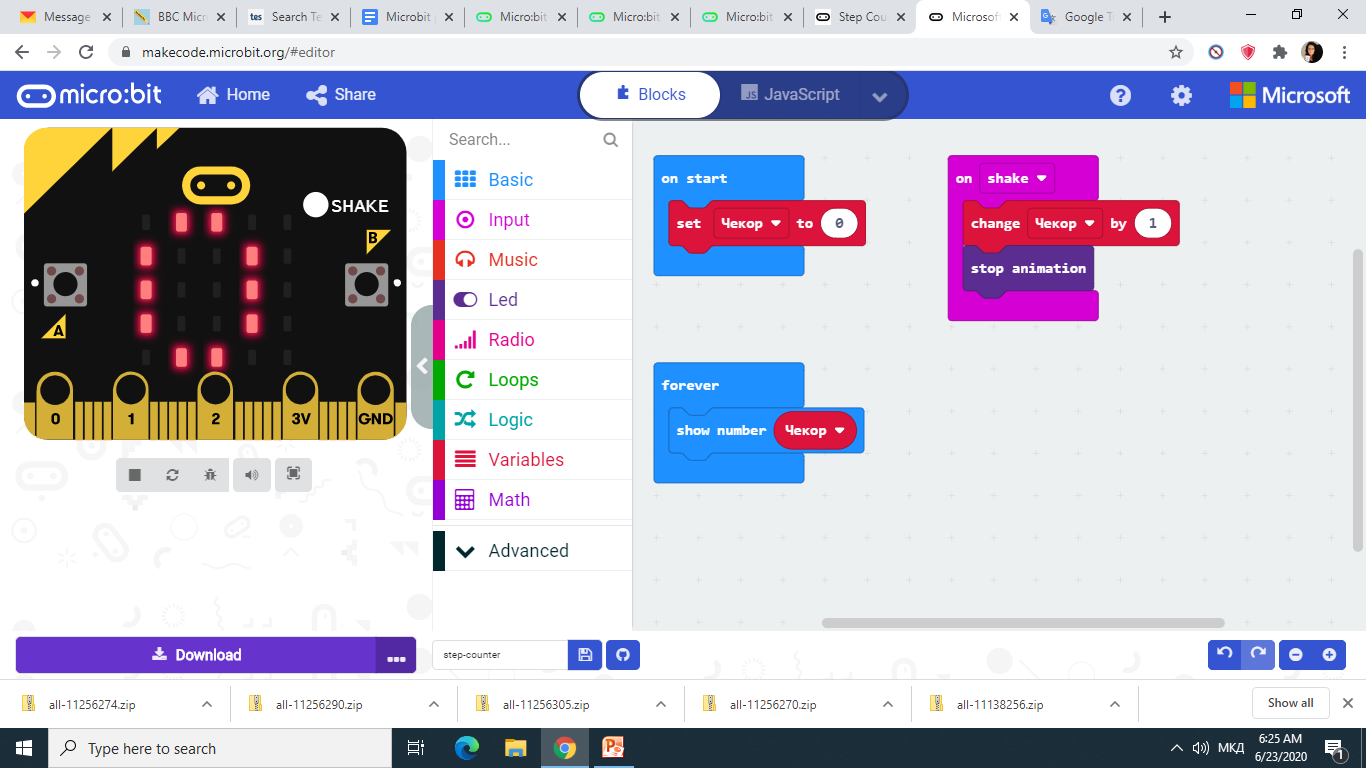 Message
BBC Micr
tes Search Te
Microbit
Micro:bit
Micro:bit
Micro:bit
Step Cou
Microsof
Google T
makecode.microbit.org/#editor
micro:bit Home Share Blocks JS JavaScript Microsoft
SHAKE
B
A
0 1 2 3V GND
Search...
Basic
Input
Music
Led
Radio
Loops
Logic
Variables
Math
Advanced
on start
set Чекор to 0
on shake
change Чекор by 1
stop animation
forever
show number Чекор
Download ...
step-counter
all-11256274.zip all-11256290.zip all-11256305.zip all-11256270.zip all-11138256.zip Show all
Type here to search
МКД
6:25 AM
6/23/2020
1